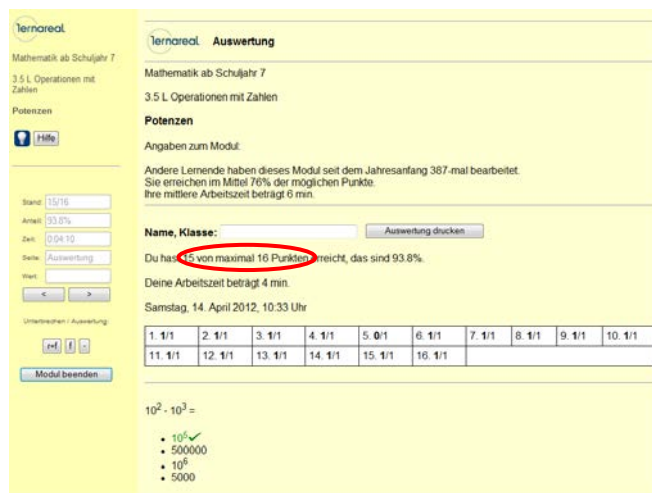 lernareal
Mathematik ab Schuljahr 7
3.5 L Operationen mit
Zahlen
Potenzen
Hilfe
Stand: 15/16
Anteil: 93.8%
Zeit: 0:04:10
Seite: Auswertung
Wert:
< >
Unterbrechen / Auswertung:
r+f f -
Modul beenden
lernareal Auswertung
Mathematik ab Schuljahr 7
3.5 L Operationen mit Zahlen
Potenzen
Angaben zum Modul:
Andere Lernende haben dieses Modul seit dem Jahresanfang 387-mal bearbeitet.
Sie erreichen im Mittel 76% der möglichen Punkte.
Ihre mittlere Arbeitszeit beträgt 6 min.
Name, Klasse: Auswertung drucken
Du hast 15 von maximal 16 Punkten erreicht, das sind 93.8%.
Deine Arbeitszeit beträgt 4 min.
Samstag, 14. April 2012, 10:33 Uhr
1. 1/1 2. 1/1 3. 1/1 4. 1/1 5. 0/1 6. 1/1 7. 1/1 8. 1/1 9. 1/1 10. 1/1
11. 1/1 12. 1/1 13. 1/1 14. 1/1 15. 1/1 16. 1/1
10² · 10³ =
• 10⁵ ✓
• 500000
• 10⁶
• 5000